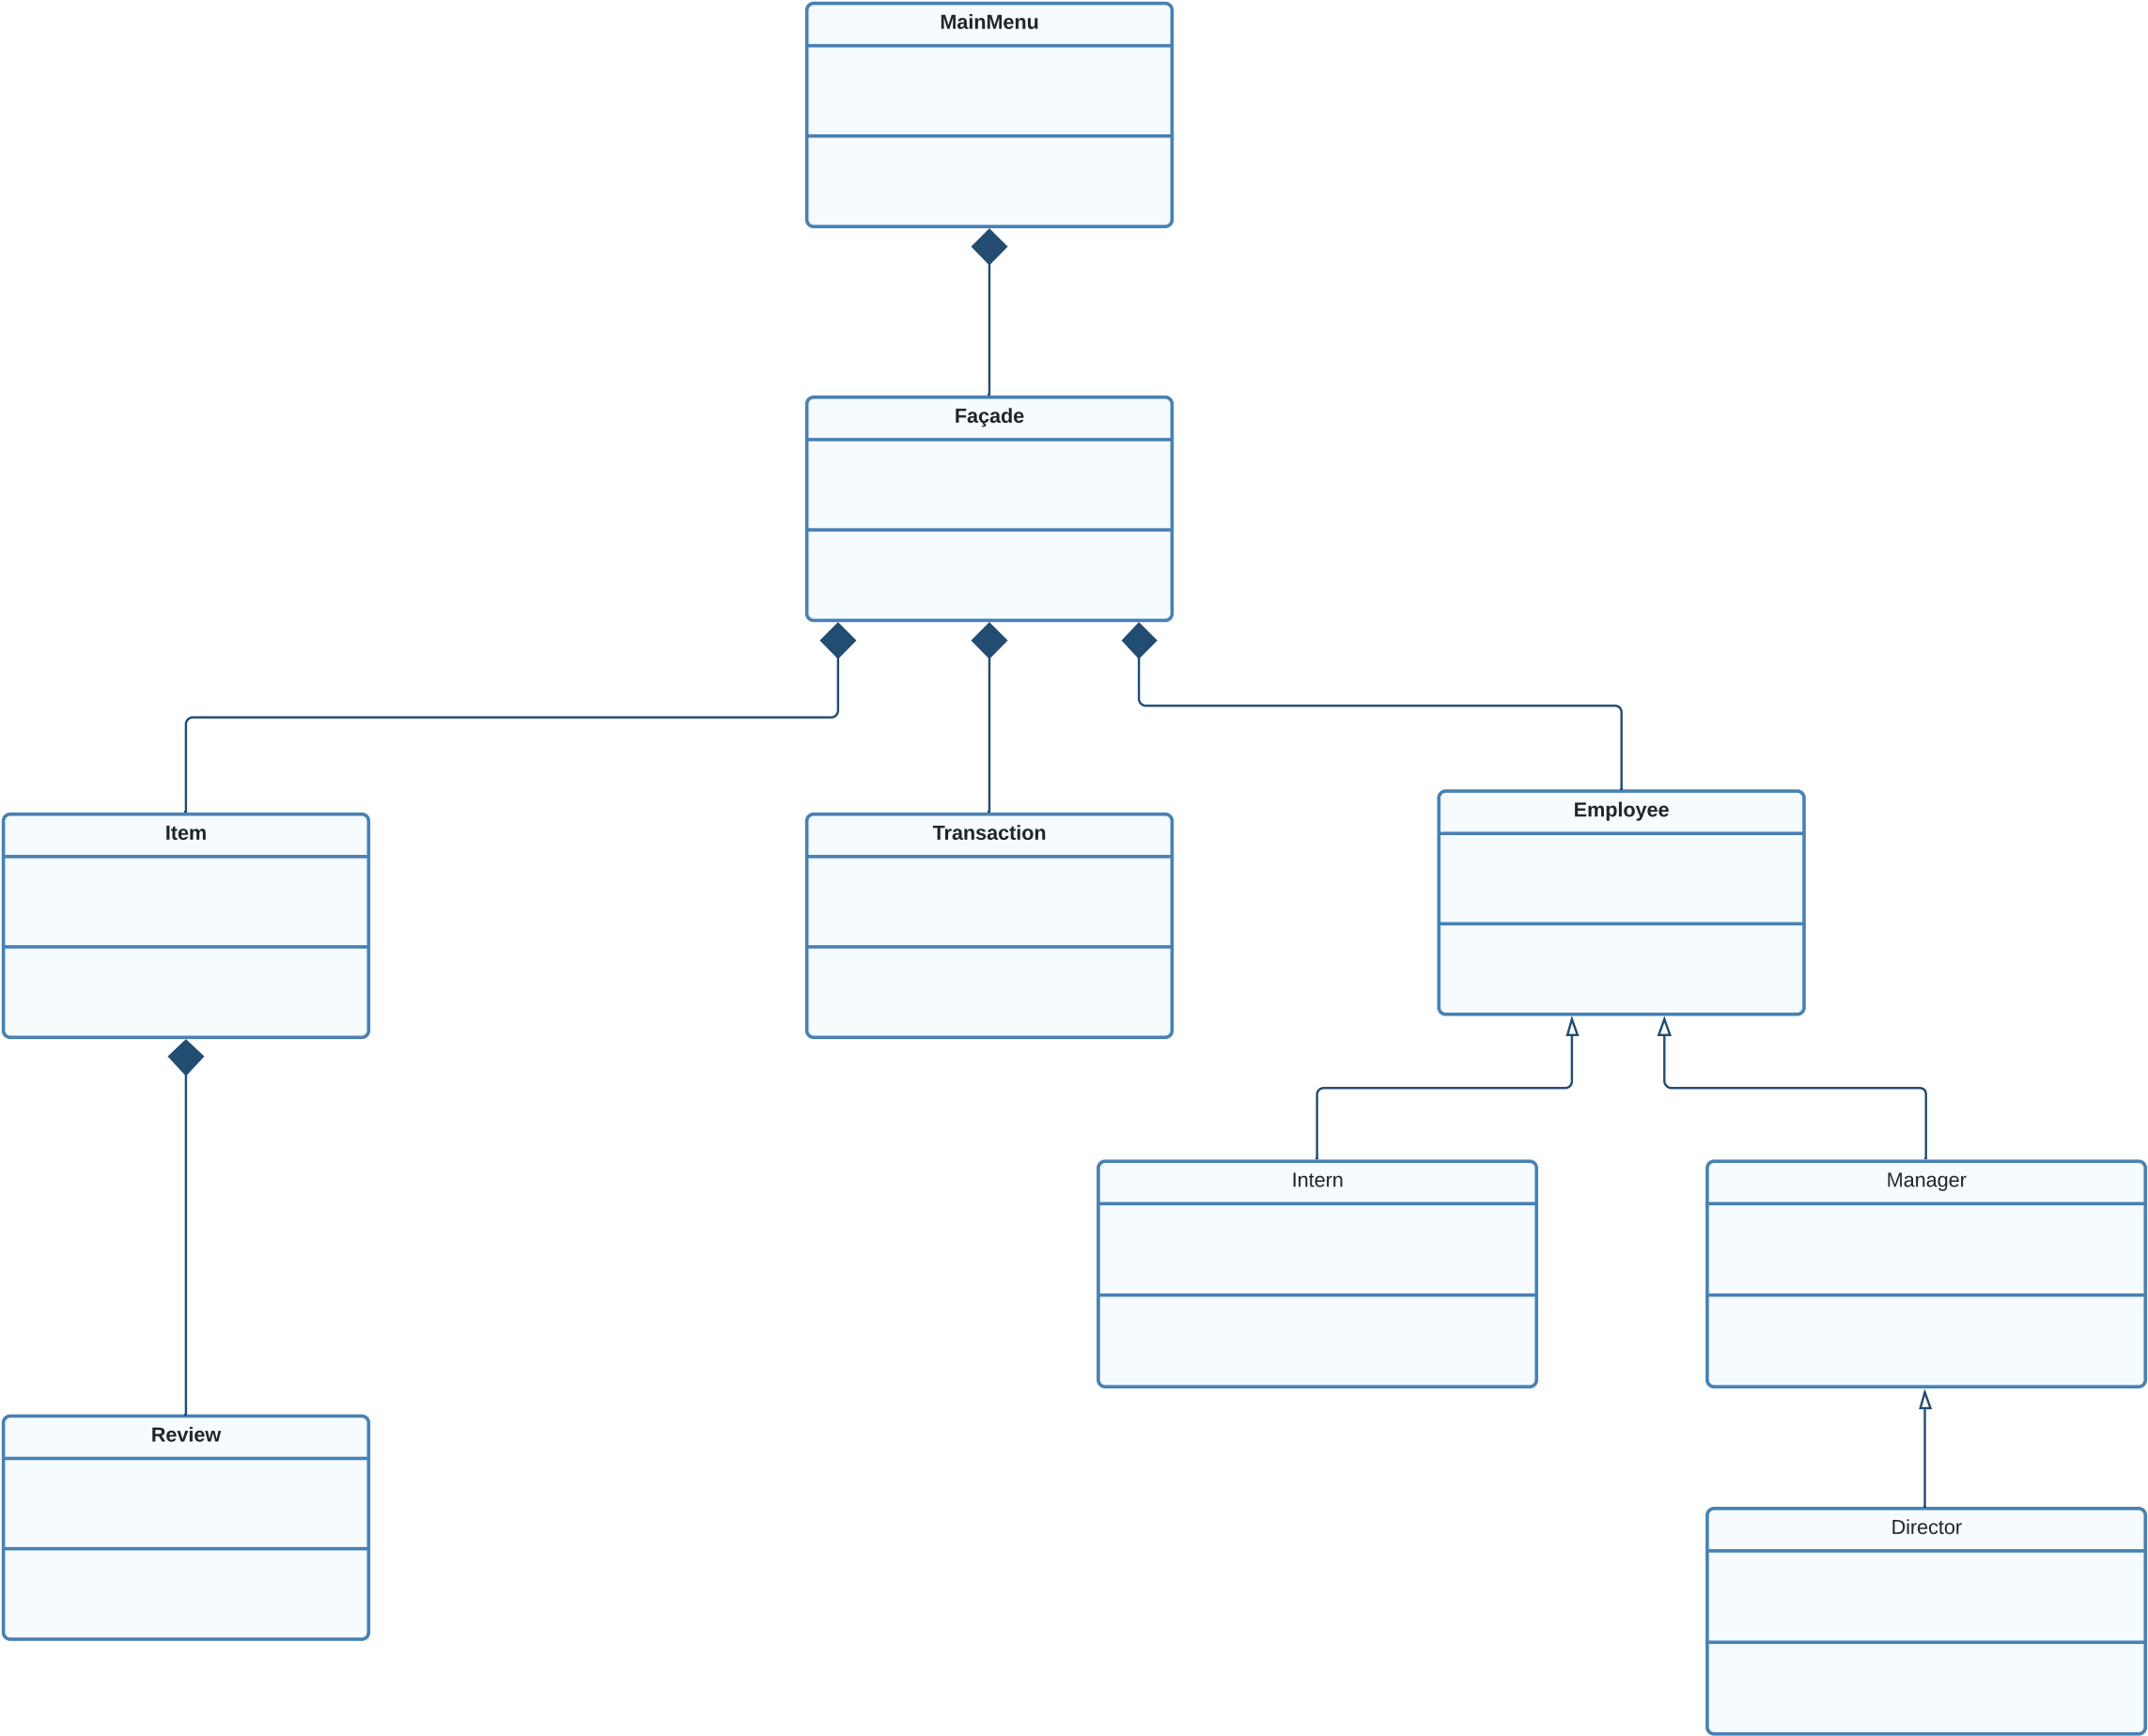 MainMenu
Façade
Item
Transaction
Employee
Intern
Manager
Review
Director